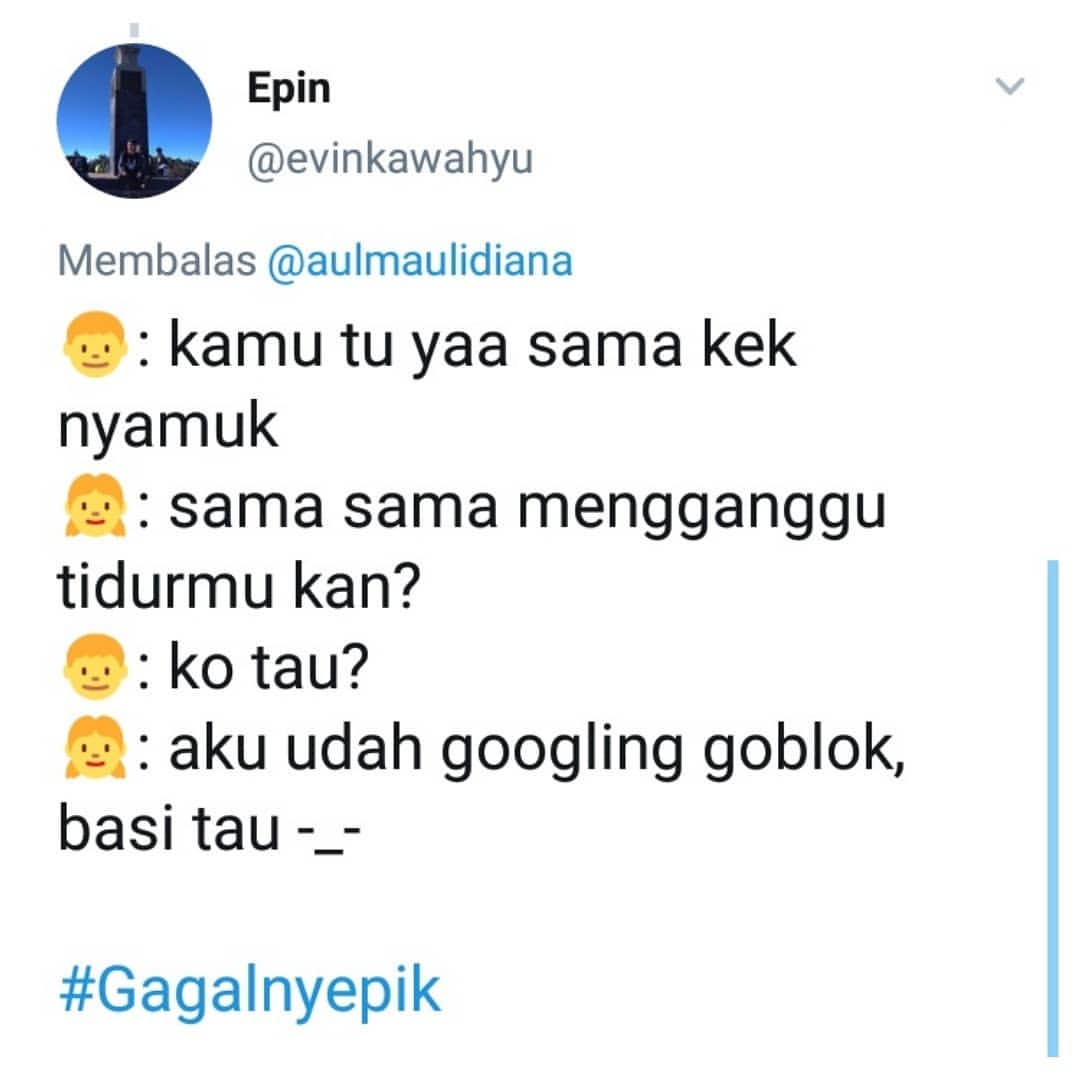 Epin
@evinkawahyu
Membalas @aulmaulidiana
👦: kamu tu yaa sama kek
nyamuk
👧: sama sama mengganggu
tidurmu kan?
👦: ko tau?
👧: aku udah googling goblok,
basi tau -_-
#Gagalnyepik